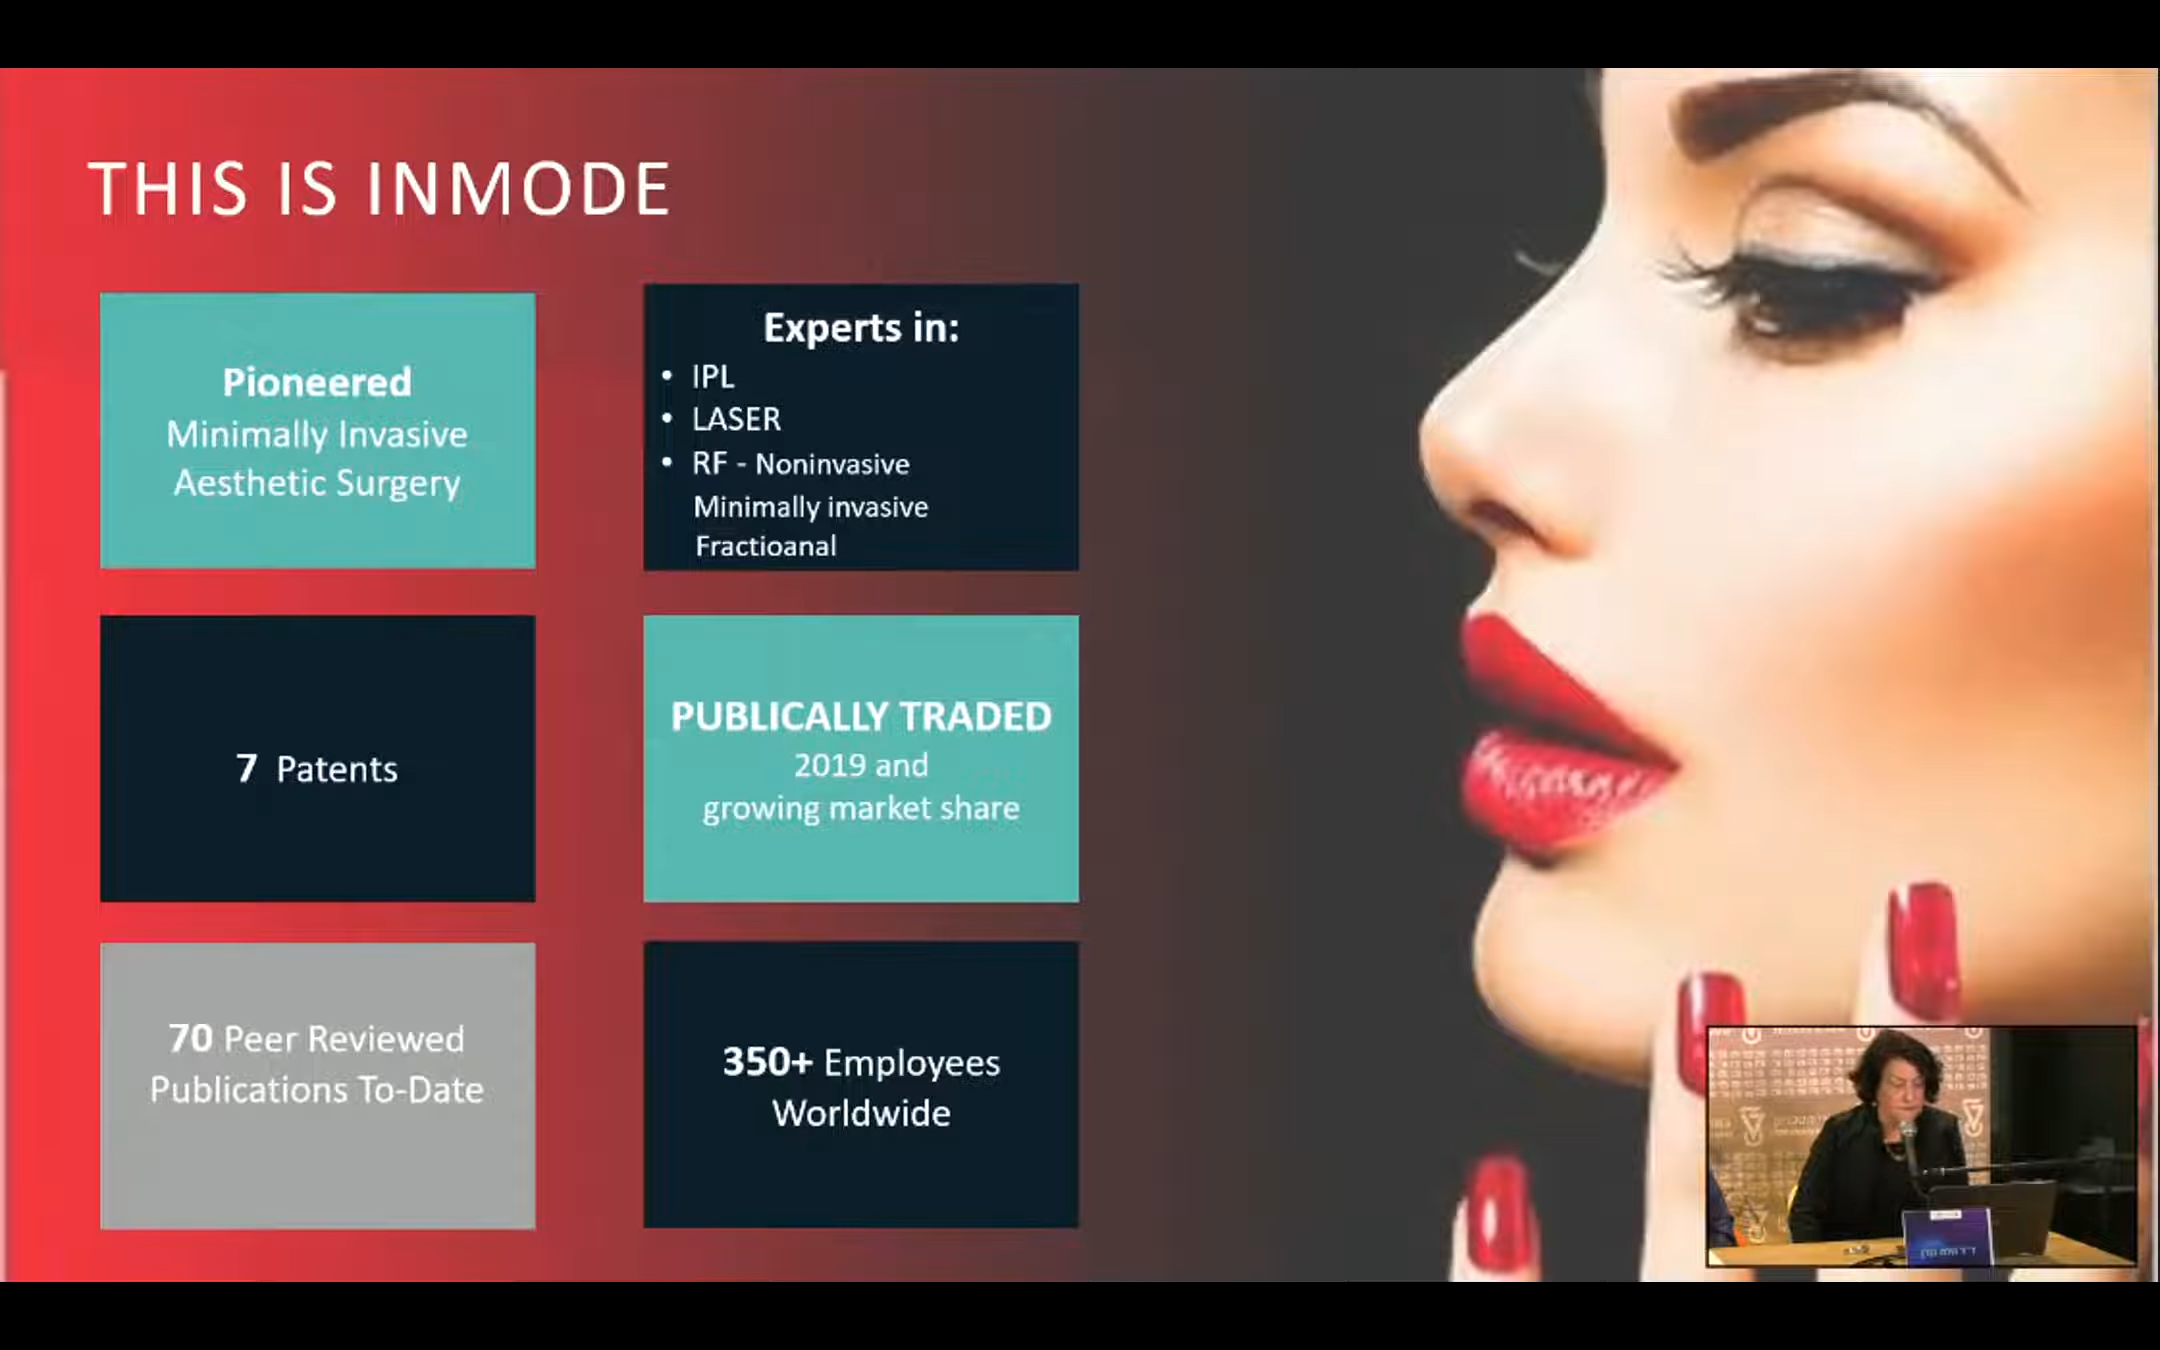 THIS IS INMODE
Pioneered
Minimally Invasive
Aesthetic Surgery
Experts in:
• IPL
• LASER
• RF - Noninvasive
Minimally invasive
Fractioanal
7 Patents
PUBLICALLY TRADED
2019 and
growing market share
70 Peer Reviewed
Publications To-Date
350+ Employees
Worldwide